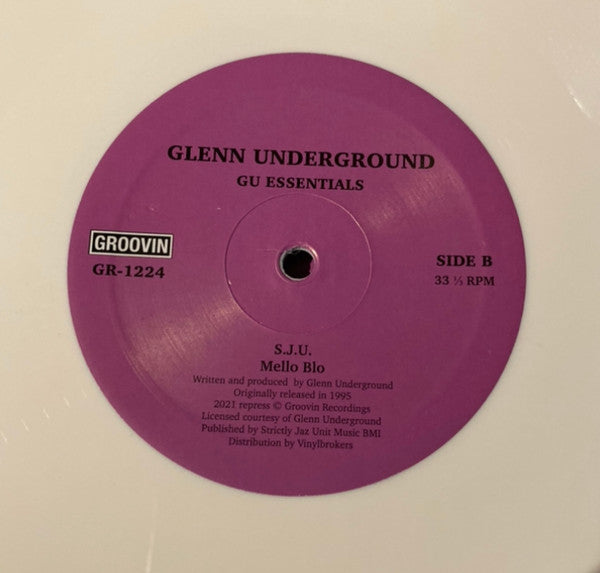 GLENN UNDERGROUND
GU ESSENTIALS
GROOVIN
GR-1224
SIDE B
33 ⅓ RPM
S.J.U.
Mello Blo
Written and produced by Glenn Underground
Originally released in 1995
2021 repress © Groovin Recordings
Licensed courtesy of Glenn Underground
Published by Strictly Jaz Unit Music BMI
Distribution by Vinylbrokers